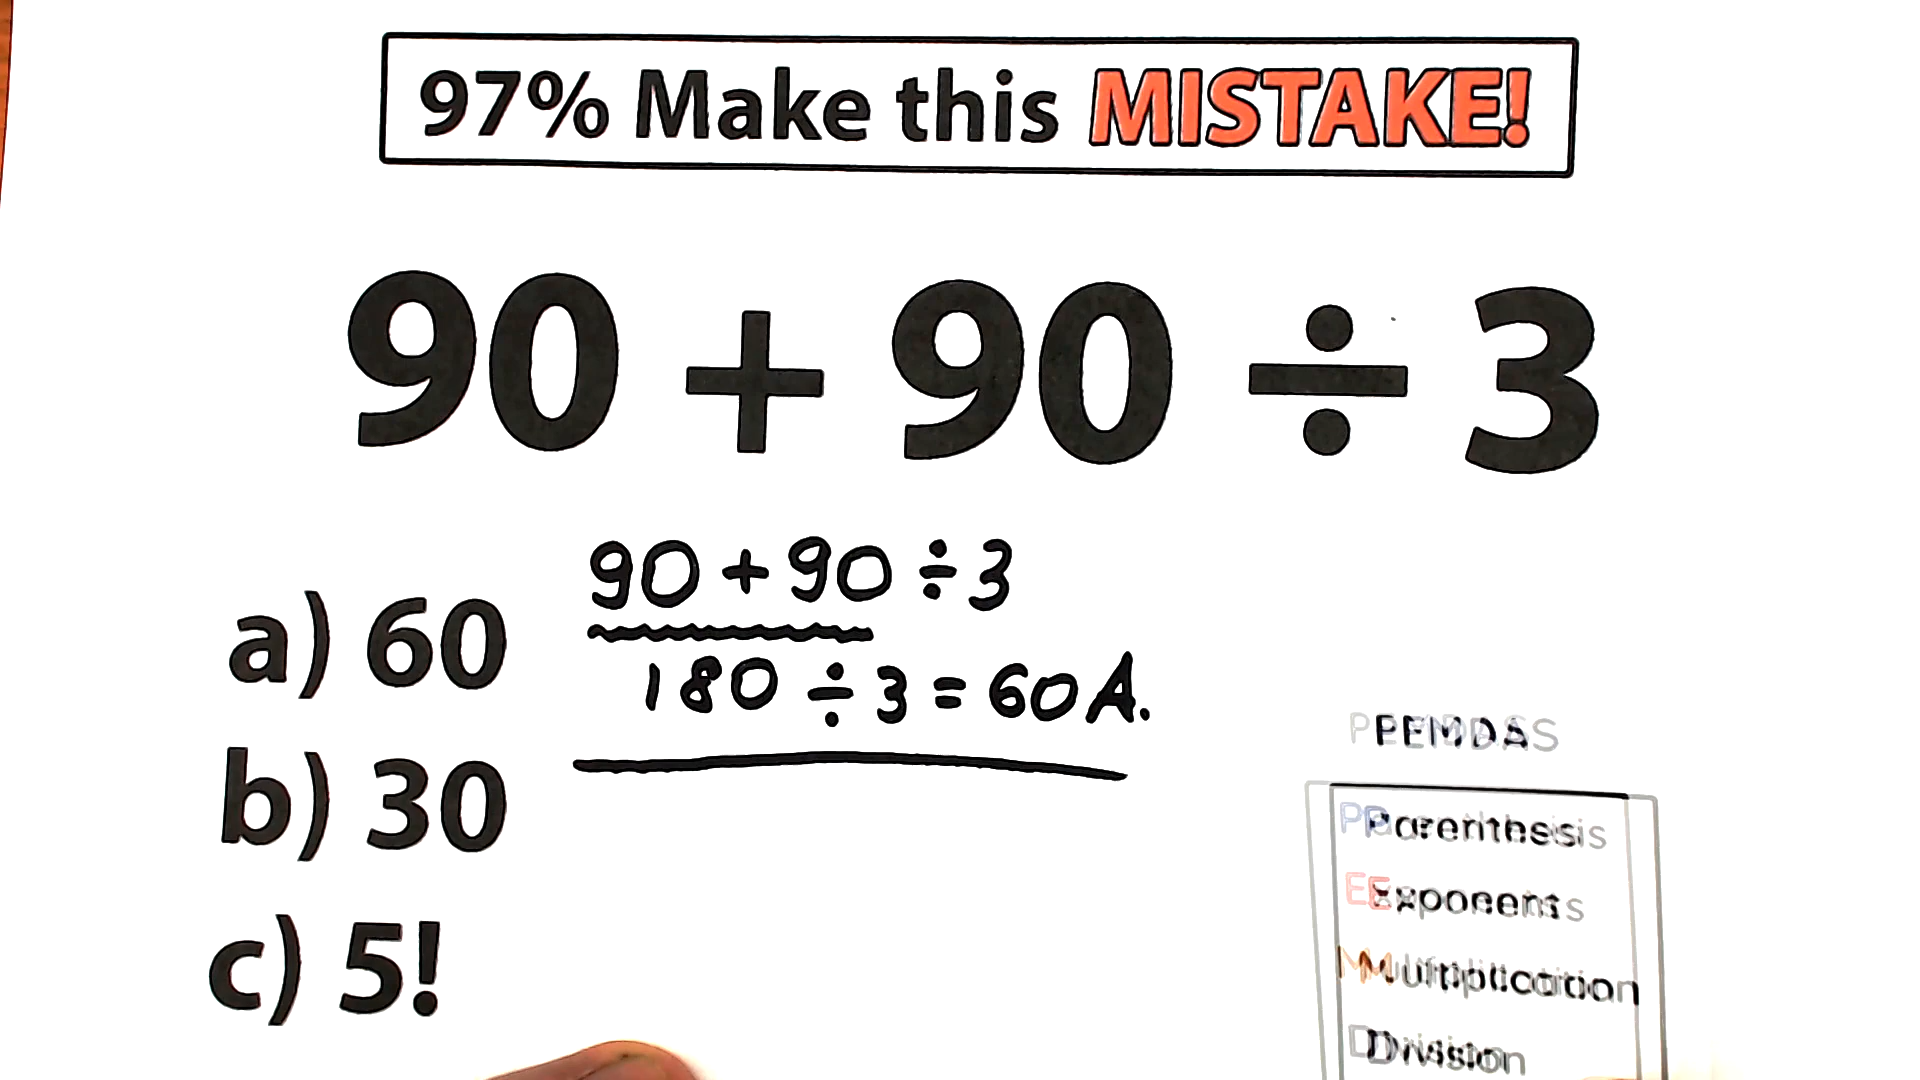 97% Make this MISTAKE!
90 + 90 ÷ 3
a) 60
b) 30
c) 5!
90 + 90 ÷ 3
180 ÷ 3 = 60 A.
PEMDAS
Parenthesis
Exponents
Multiplication
Division